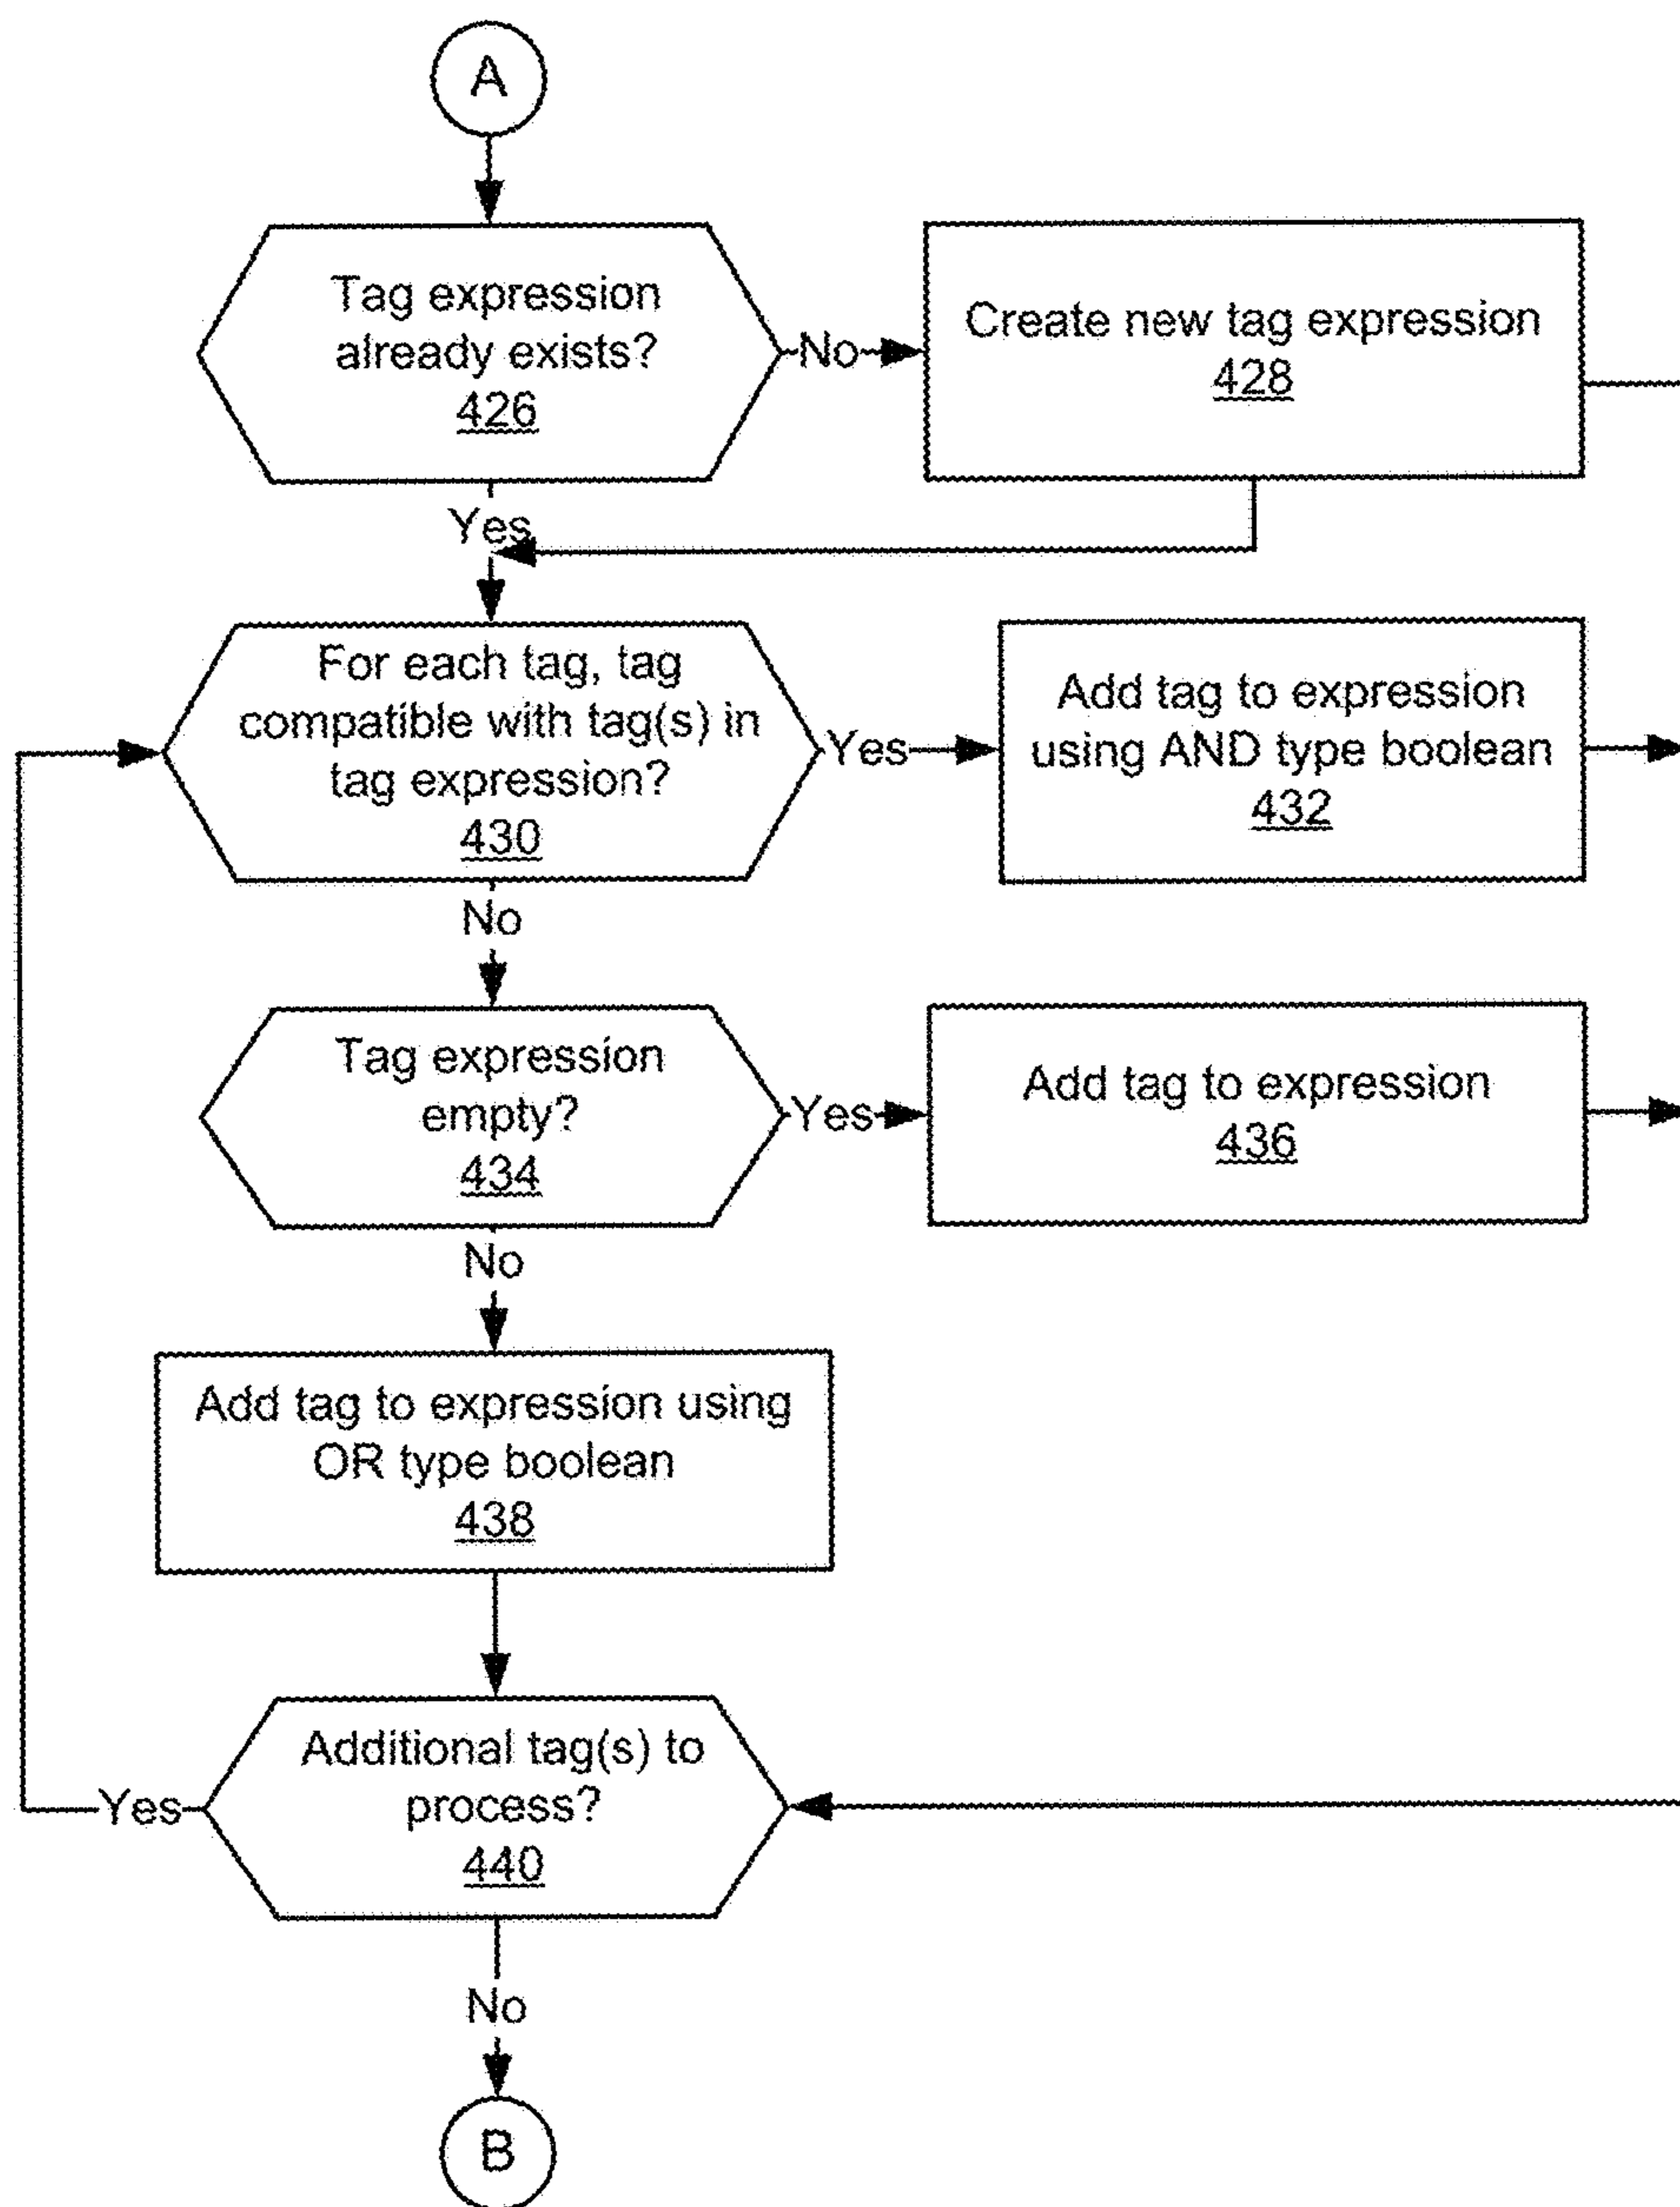 A
Tag expression
already exists?
426
No
Create new tag expression
428
Yes
For each tag, tag
compatible with tag(s) in
tag expression?
430
Yes
Add tag to expression
using AND type boolean
432
No
Tag expression
empty?
434
Yes
Add tag to expression
436
No
Add tag to expression using
OR type boolean
438
Additional tag(s) to
process?
440
Yes
No
B